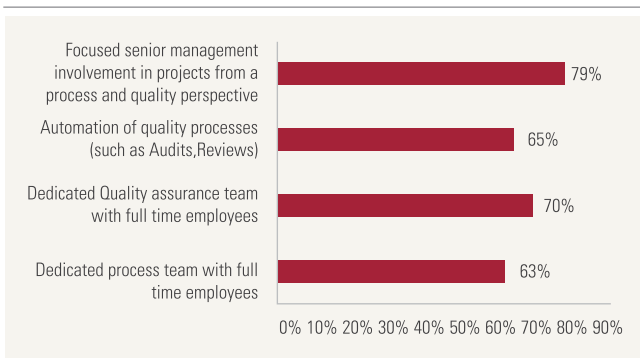 Focused senior management
involvement in projects from a
process and quality perspective
79%
Automation of quality processes
(such as Audits,Reviews)
65%
Dedicated Quality assurance team
with full time employees
70%
Dedicated process team with full
time employees
63%
0% 10% 20% 30% 40% 50% 60% 70% 80% 90%